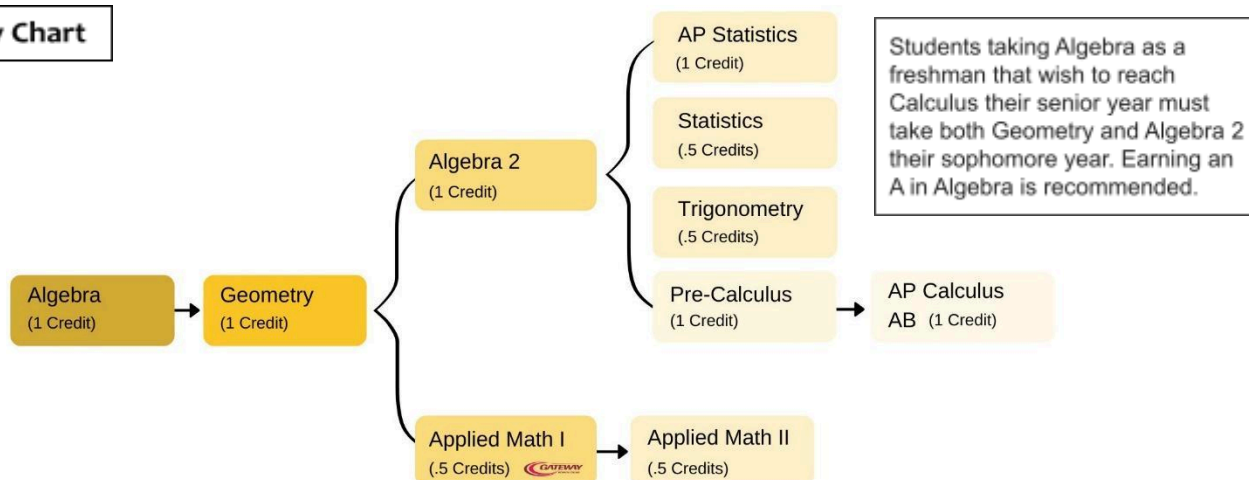 Chart
AP Statistics
(1 Credit)
Students taking Algebra as a
freshman that wish to reach
Calculus their senior year must
take both Geometry and Algebra 2
their sophomore year. Earning an
A in Algebra is recommended.
Statistics
(.5 Credits)
Algebra 2
(1 Credit)
Trigonometry
(.5 Credits)
Algebra
(1 Credit)
Geometry
(1 Credit)
Pre-Calculus
(1 Credit)
AP Calculus
AB (1 Credit)
Applied Math I
(.5 Credits) GATEWAY
Applied Math II
(.5 Credits)